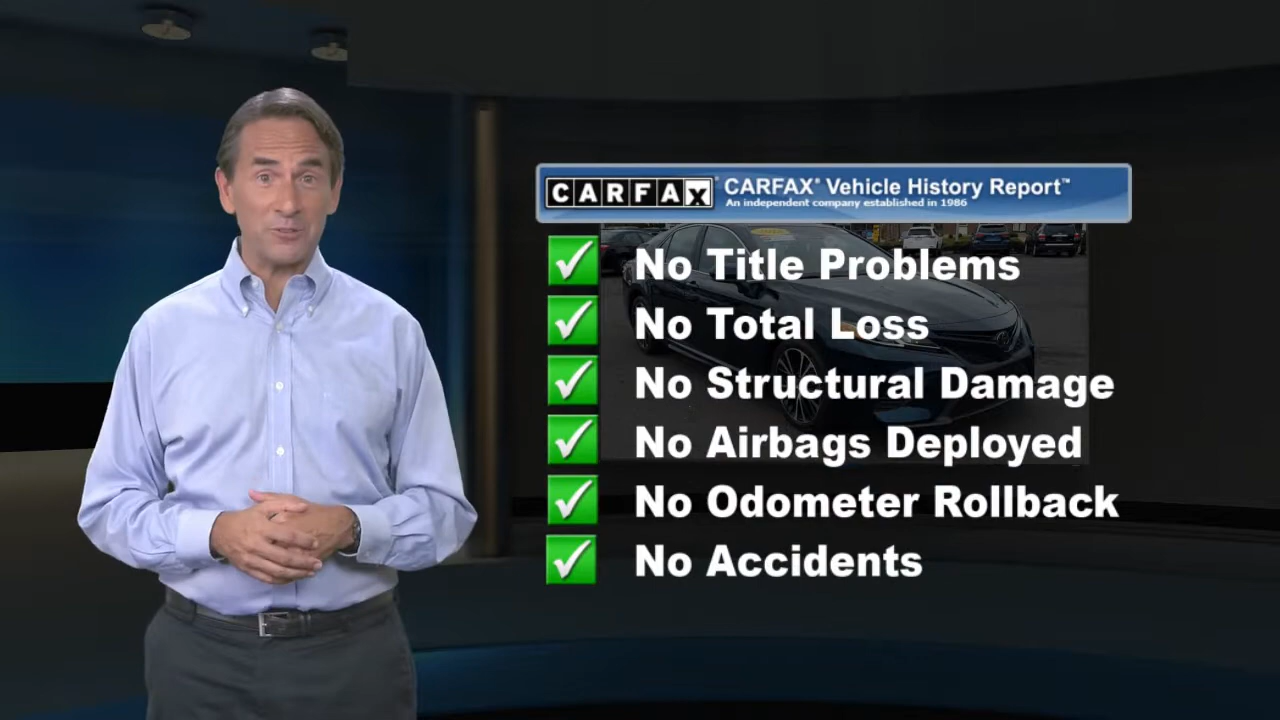 CARFAX
CARFAX® Vehicle History Report™
An independent company established in 1986
No Title Problems
No Total Loss
No Structural Damage
No Airbags Deployed
No Odometer Rollback
No Accidents